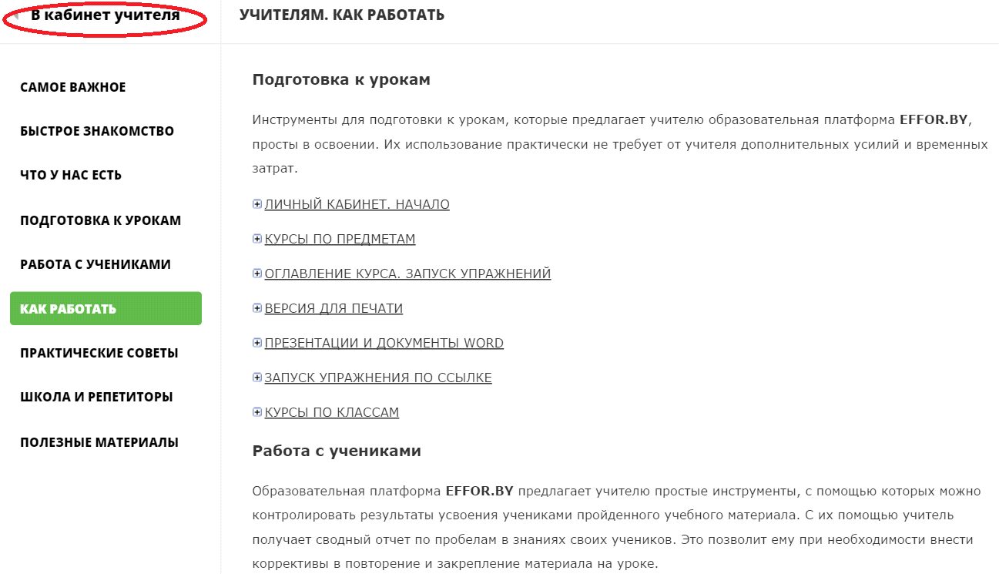 В кабинет учителя
УЧИТЕЛЯМ. КАК РАБОТАТЬ
САМОЕ ВАЖНОЕ
БЫСТРОЕ ЗНАКОМСТВО
ЧТО У НАС ЕСТЬ
ПОДГОТОВКА К УРОКАМ
РАБОТА С УЧЕНИКАМИ
КАК РАБОТАТЬ
ПРАКТИЧЕСКИЕ СОВЕТЫ
ШКОЛА И РЕПЕТИТОРЫ
ПОЛЕЗНЫЕ МАТЕРИАЛЫ
Подготовка к урокам
Инструменты для подготовки к урокам, которые предлагает учителю образовательная платформа EFFOR.BY,
просты в освоении. Их использование практически не требует от учителя дополнительных усилий и временных
затрат.
ЛИЧНЫЙ КАБИНЕТ. НАЧАЛО
КУРСЫ ПО ПРЕДМЕТАМ
ОГЛАВЛЕНИЕ КУРСА. ЗАПУСК УПРАЖНЕНИЙ
ВЕРСИЯ ДЛЯ ПЕЧАТИ
ПРЕЗЕНТАЦИИ И ДОКУМЕНТЫ WORD
ЗАПУСК УПРАЖНЕНИЯ ПО ССЫЛКЕ
КУРСЫ ПО КЛАССАМ
Работа с учениками
Образовательная платформа EFFOR.BY предлагает учителю простые инструменты, с помощью которых можно
контролировать результаты усвоения учениками пройденного учебного материала. С их помощью учитель
получает сводный отчет по пробелам в знаниях своих учеников. Это позволит ему при необходимости внести
коррективы в повторение и закрепление материала на уроке.